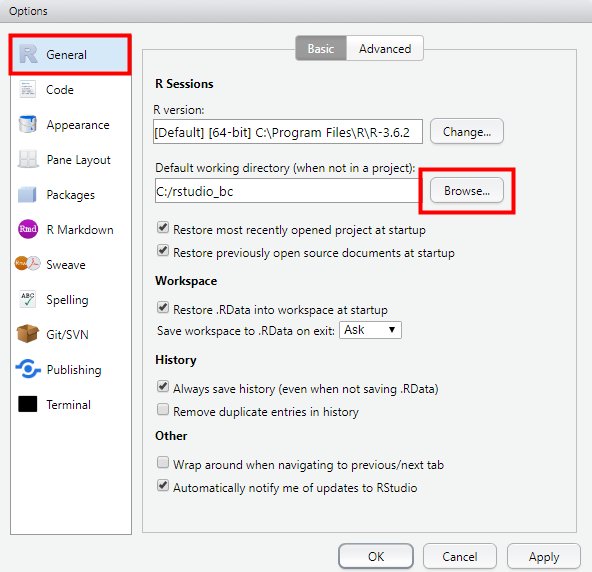 Options
General
Code
Appearance
Pane Layout
Packages
R Markdown
Sweave
Spelling
Git/SVN
Publishing
Terminal
Basic Advanced
R Sessions
R version:
[Default] [64-bit] C:\Program Files\R\R-3.6.2 Change...
Default working directory (when not in a project):
C:/rstudio_bc Browse...
Restore most recently opened project at startup
Restore previously open source documents at startup
Workspace
Restore .RData into workspace at startup
Save workspace to .RData on exit: Ask
History
Always save history (even when not saving .RData)
Remove duplicate entries in history
Other
Wrap around when navigating to previous/next tab
Automatically notify me of updates to RStudio
OK Cancel Apply